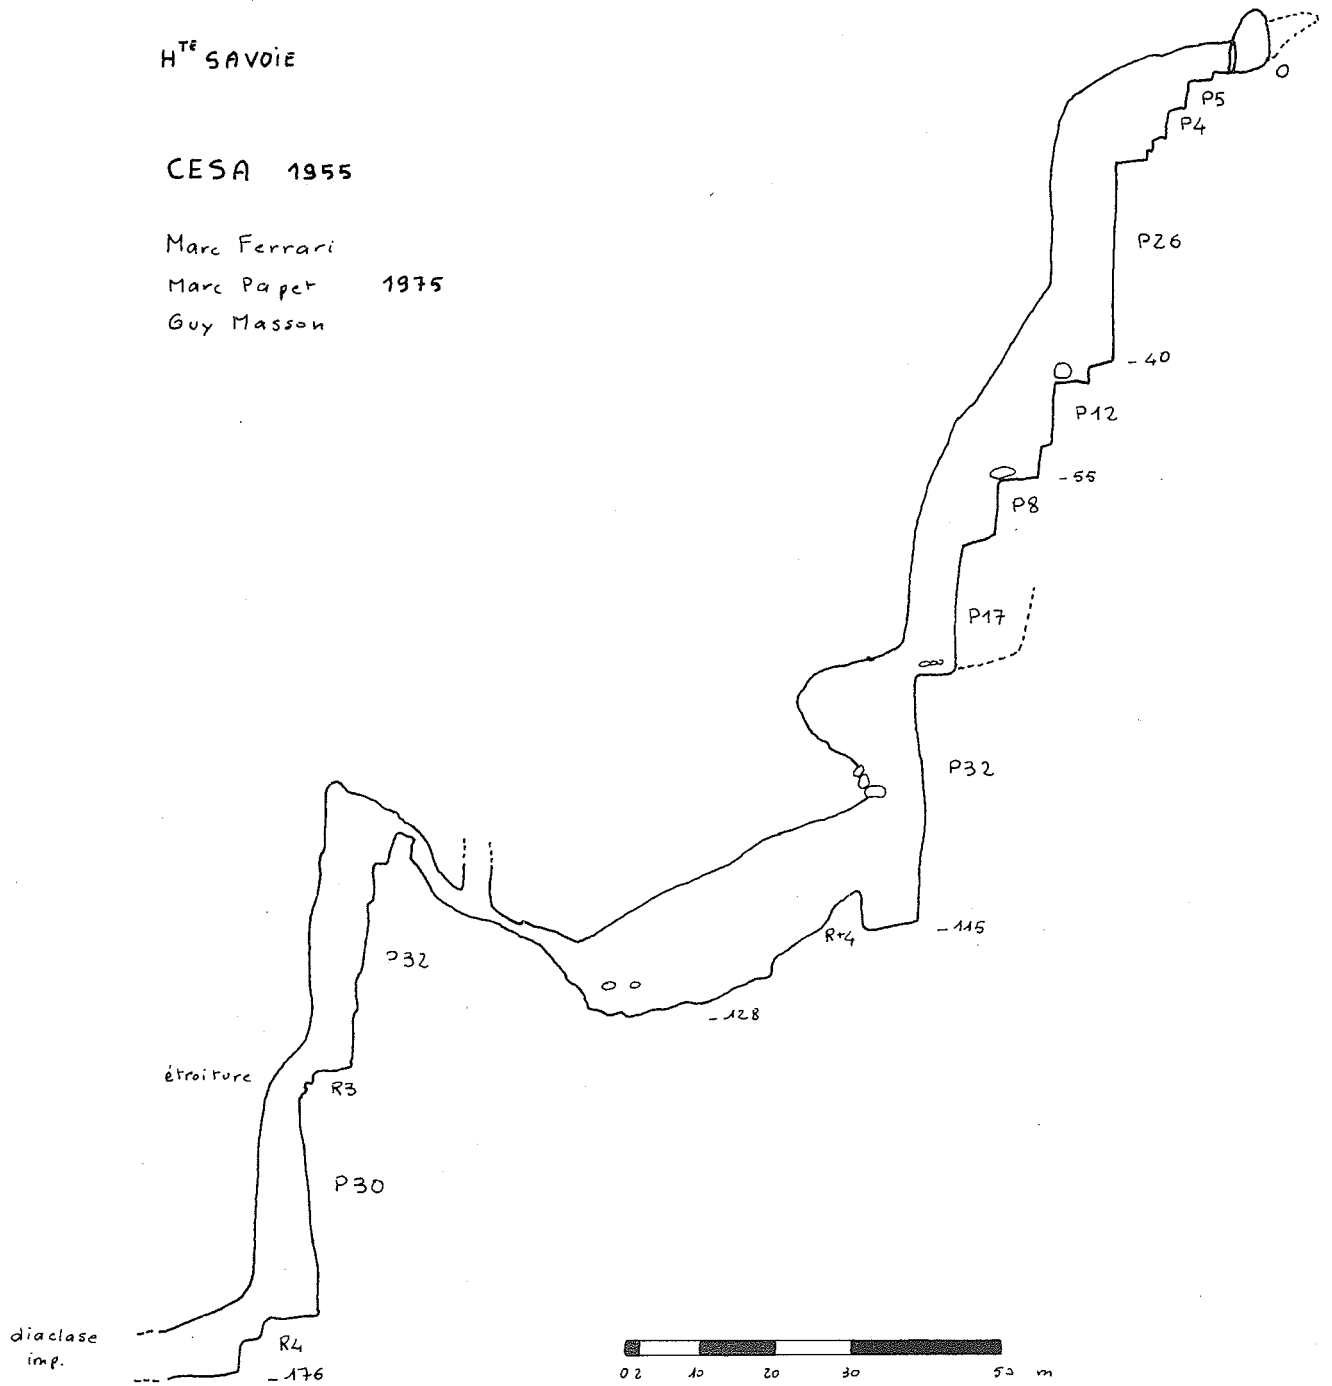 HTE SAVOIE
CESA 1955
Marc Ferrari
Marc Papet 1975
Guy Masson
O
P5
P4
P26
- 40
P12
- 55
P8
P17
P32
- 115
R+4
- 128
P32
étroiture
R3
P30
diaclase
imp.
R4
- 176
0 2 10 20 30 50 m